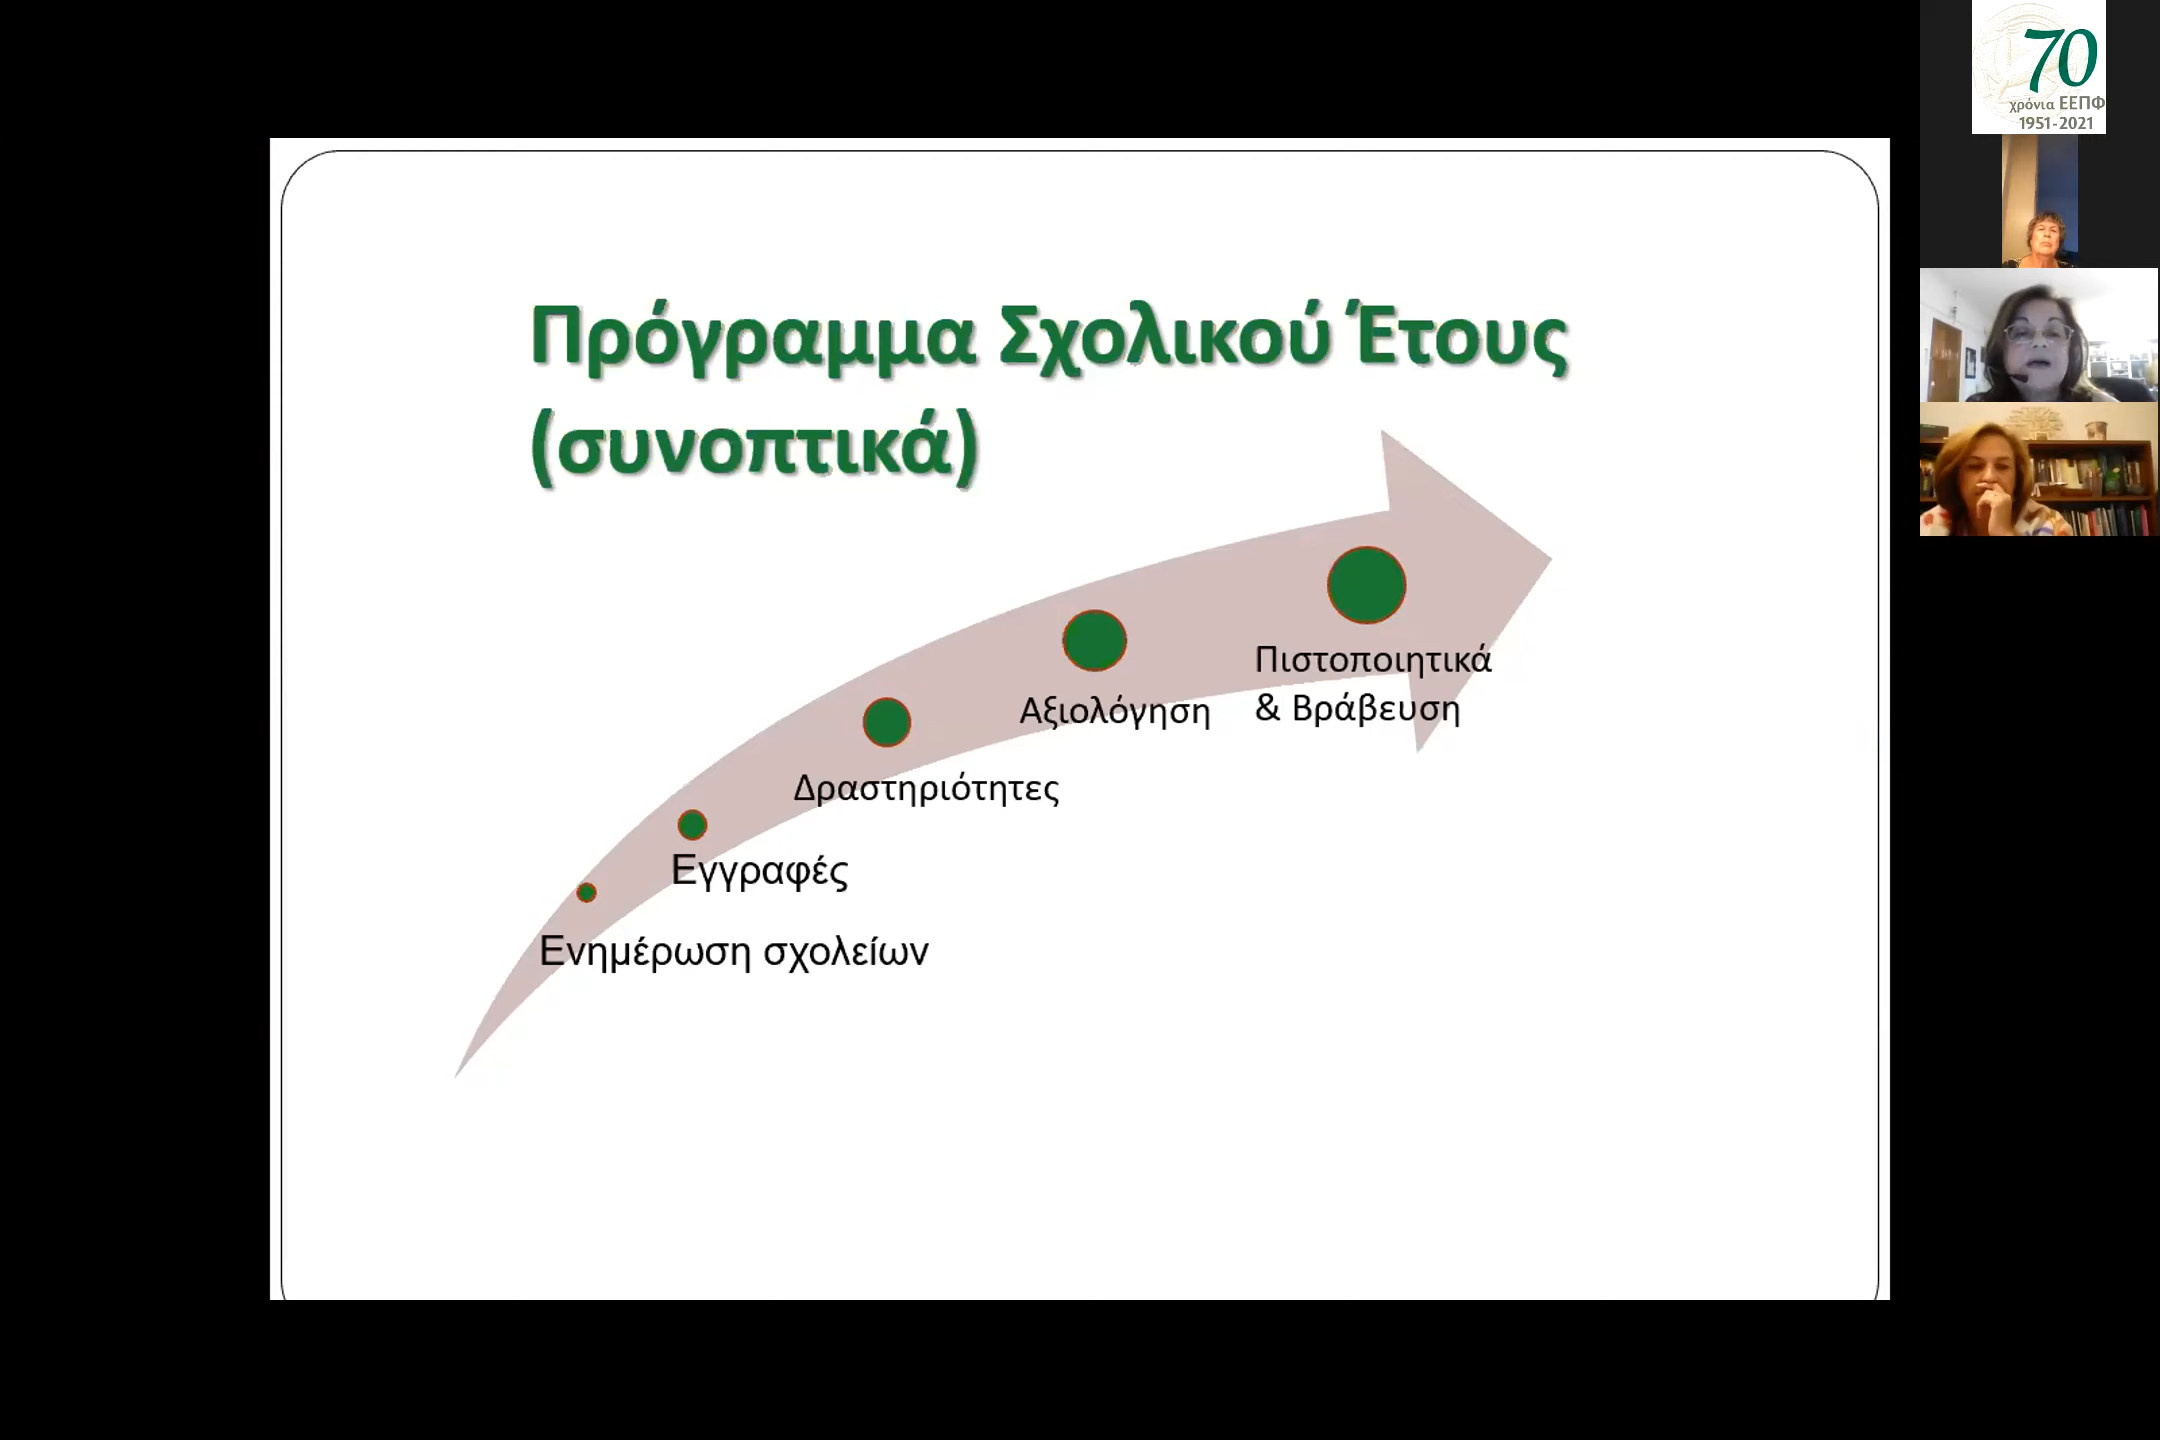 Πρόγραμμα Σχολικού Έτους
(συνοπτικά)
Πιστοποιητικά
& Βράβευση
Αξιολόγηση
Δραστηριότητες
Εγγραφές
Ενημέρωση σχολείων
70
χρόνια ΕΕΠΦ
1951-2021